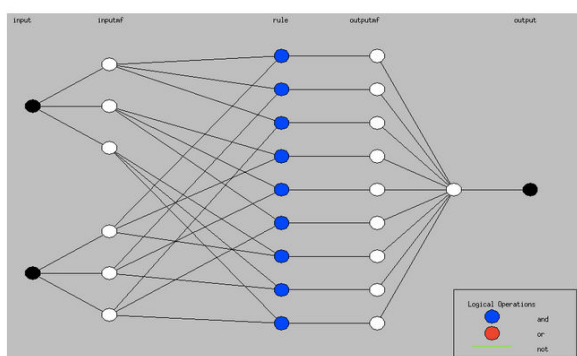 input inputmf rule outputmf output
Logical Operations
and
or
not